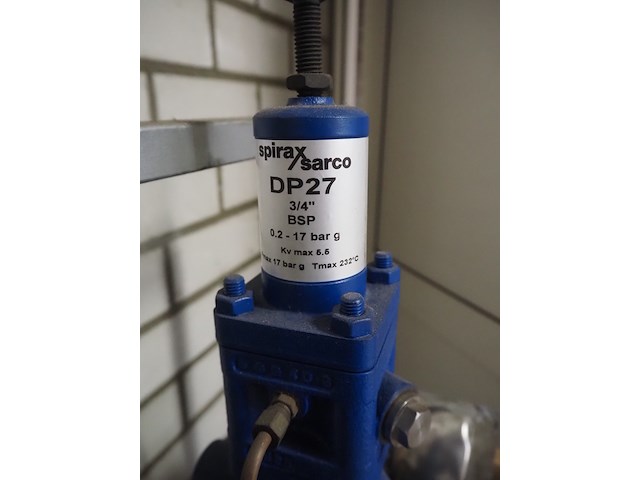 spirax
sarco
DP27
3/4"
BSP
0.2 - 17 bar g
Kv max 5.5
17 bar g Tmax 232°C